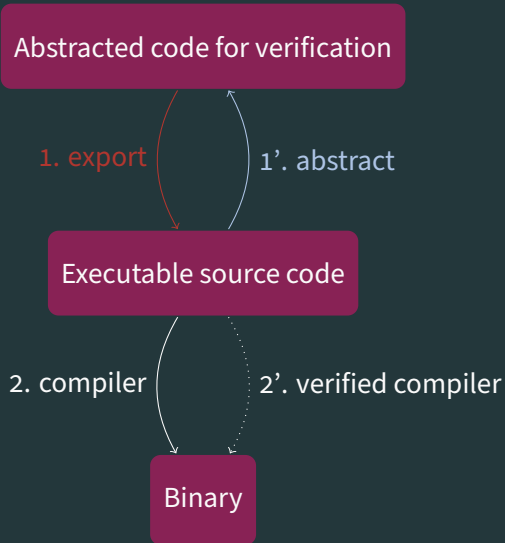 Abstracted code for verification
1. export
1’. abstract
Executable source code
2. compiler
2’. verified compiler
Binary